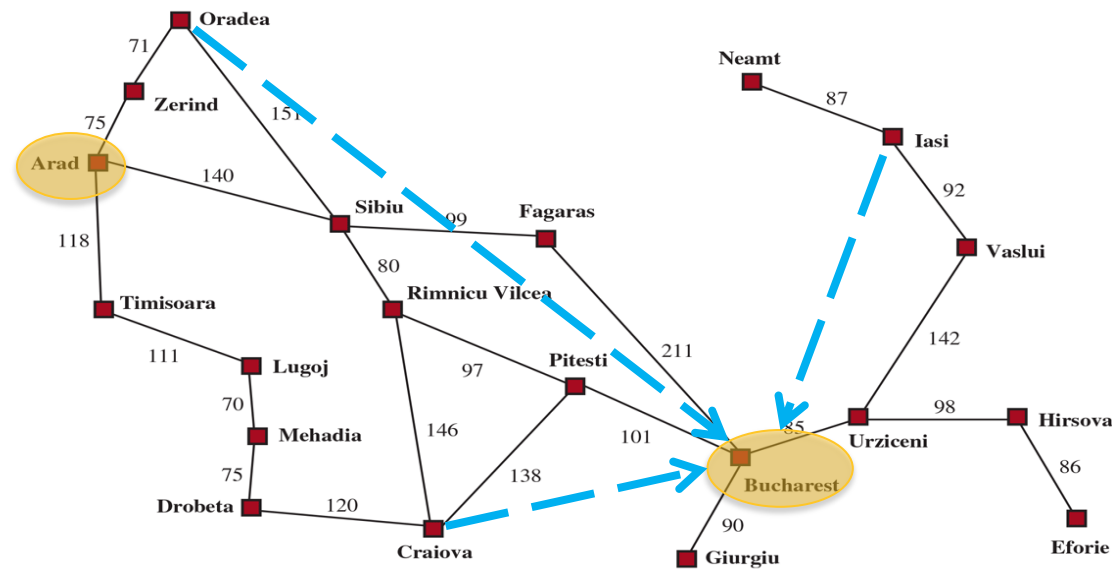 Oradea
71
Neamt
Zerind
87
151
75
Iasi
Arad
140
92
Sibiu
Fagaras
99
118
Vaslui
80
Timisoara
Rimnicu Vilcea
142
111
Lugoj
Pitesti
211
97
70
98
Hirsova
Mehadia
146
101
85
Urziceni
75
138
86
Bucharest
Drobeta
120
90
Craiova
Giurgiu
Eforie